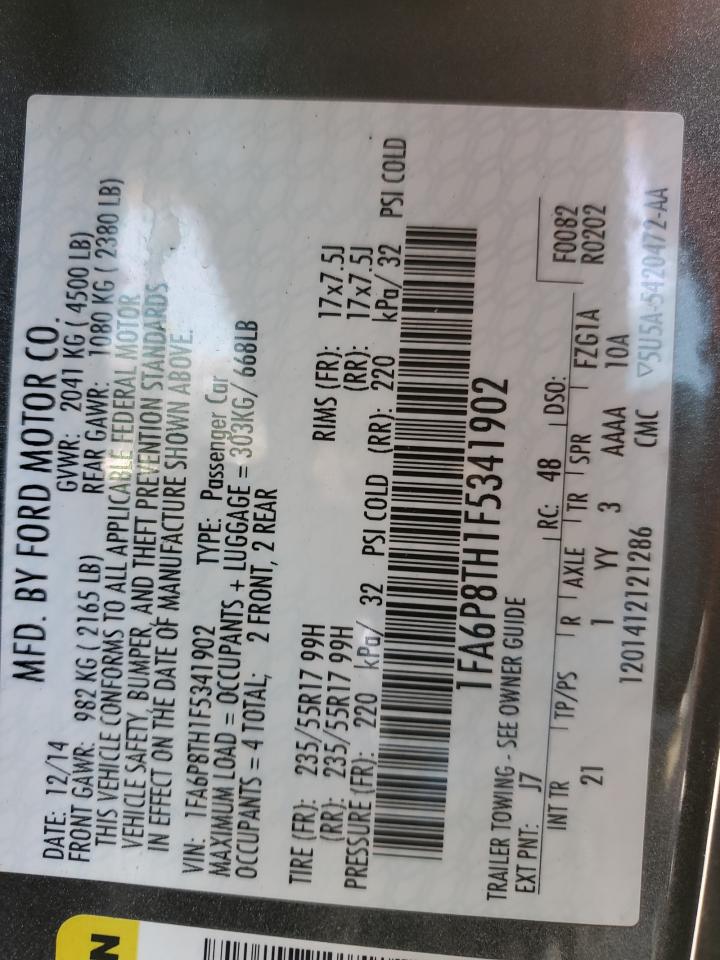 MFD. BY FORD MOTOR CO.
DATE: 12/14 GVWR: 2041 KG ( 4500 LB)
FRONT GAWR: 982 KG ( 2165 LB) REAR GAWR: 1080 KG ( 2380 LB)
THIS VEHICLE CONFORMS TO ALL APPLICABLE FEDERAL MOTOR
VEHICLE SAFETY, BUMPER, AND THEFT PREVENTION STANDARDS
IN EFFECT ON THE DATE OF MANUFACTURE SHOWN ABOVE.
VIN: 1FA6P8TH1F5341902 TYPE: Passenger Car
MAXIMUM LOAD = OCCUPANTS + LUGGAGE = 303KG/ 668LB
OCCUPANTS = 4 TOTAL; 2 FRONT, 2 REAR
TIRE (FR): 235/55R17 99H RIMS (FR): 17x7.5J
(RR): 235/55R17 99H (RR): 17x7.5J
PRESSURE (FR): 220 kPa/ 32 PSI COLD (RR): 220 kPa/ 32 PSI COLD
1FA6P8TH1F5341902
TRAILER TOWING - SEE OWNER GUIDE
EXT PNT: J7 RC: 48 DSO: F0082
R0202
INT TR TP/PS R AXLE TR SPR FZG1A
21 1 YY 3 AAAA 10A
1201412121286 CMC ▽5U5A-5420472-AA
N